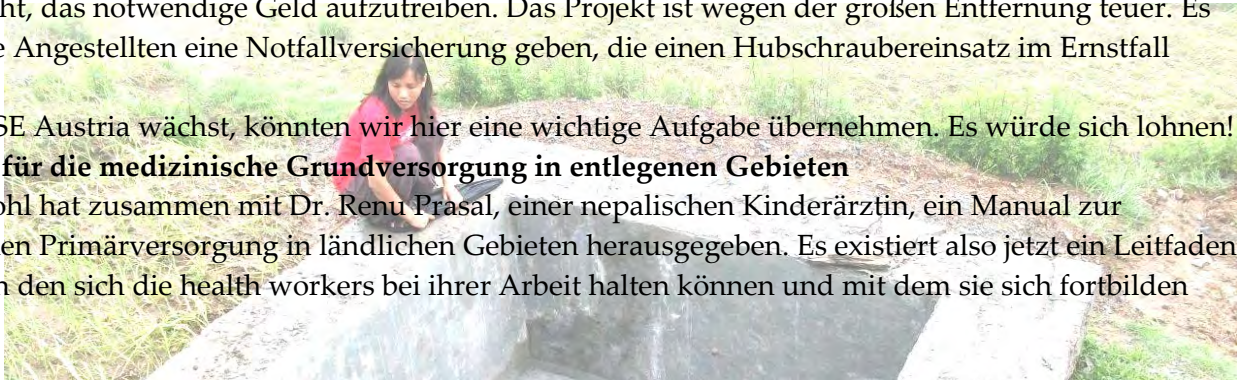 ht, das notwendige Geld aufzutreiben. Das Projekt ist wegen der großen Entfernung teuer. Es
e Angestellten eine Notfallversicherung geben, die einen Hubschraubereinsatz im Ernstfall
SE Austria wächst, könnten wir hier eine wichtige Aufgabe übernehmen. Es würde sich lohnen!
für die medizinische Grundversorgung in entlegenen Gebieten
ohl hat zusammen mit Dr. Renu Prasal, einer nepalischen Kinderärztin, ein Manual zur
en Primärversorgung in ländlichen Gebieten herausgegeben. Es existiert also jetzt ein Leitfaden
n den sich die health workers bei ihrer Arbeit halten können und mit dem sie sich fortbilden